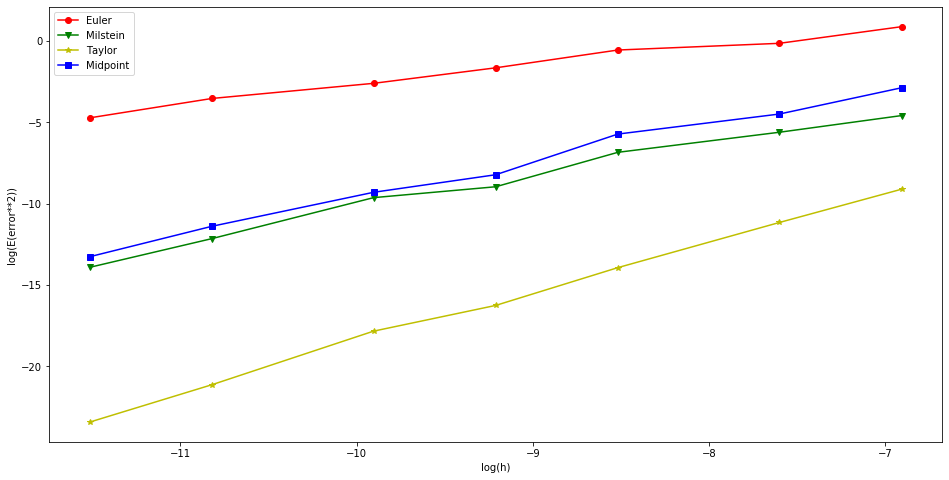 Euler
Milstein
Taylor
Midpoint
0
−5
−10
−15
−20
log(E(error**2))
−11
−10
−9
−8
−7
log(h)